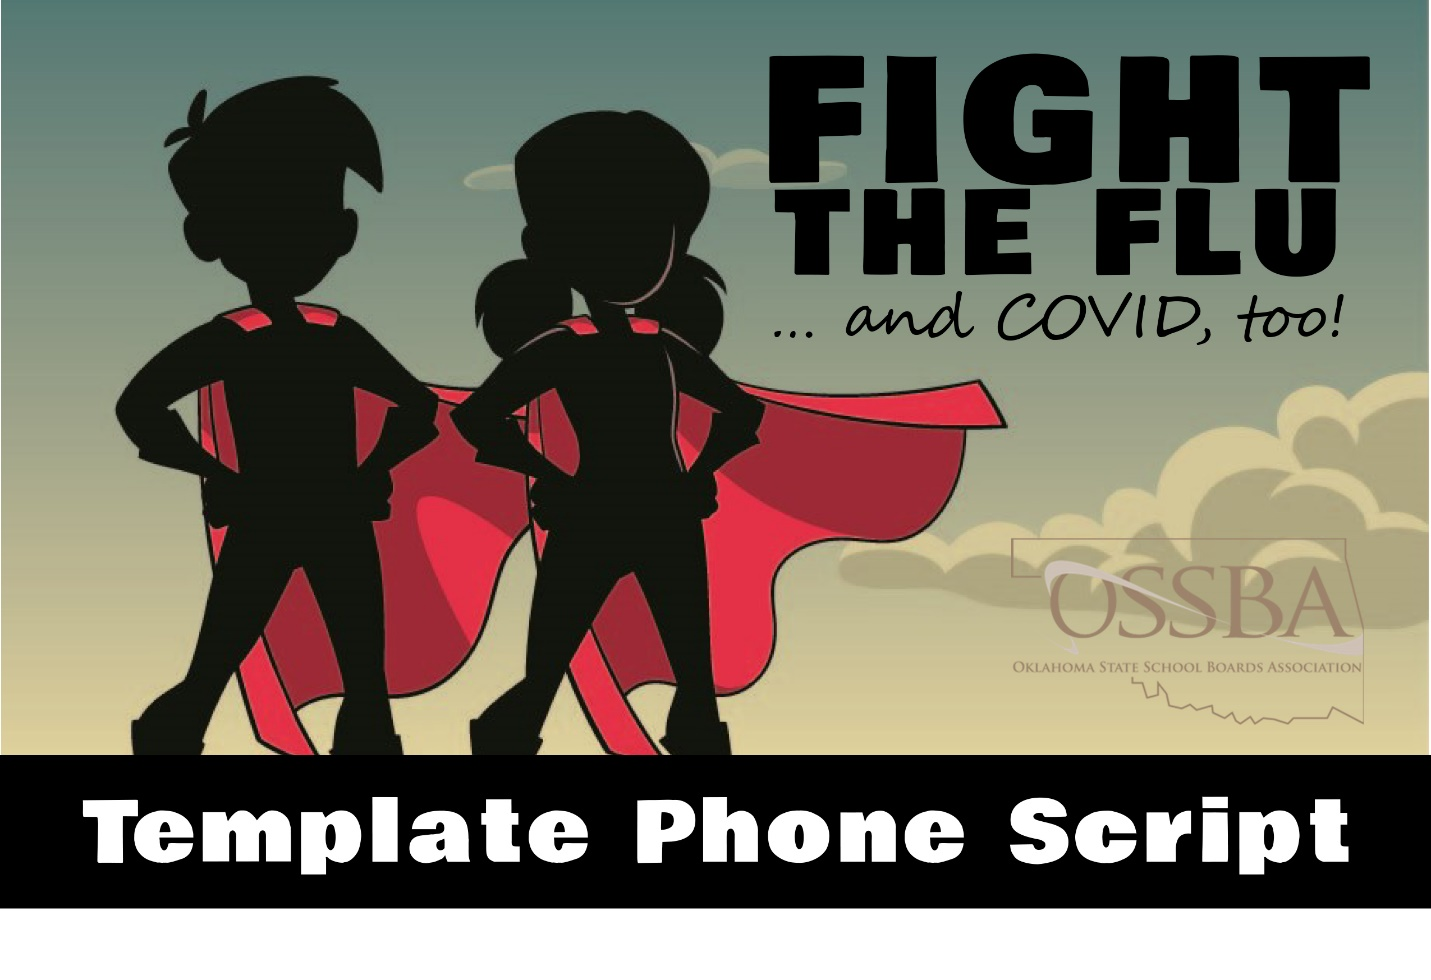 FIGHT
THE FLU
... and COVID, too!
OSSBA
OKLAHOMA STATE SCHOOL BOARDS ASSOCIATION
Template Phone Script